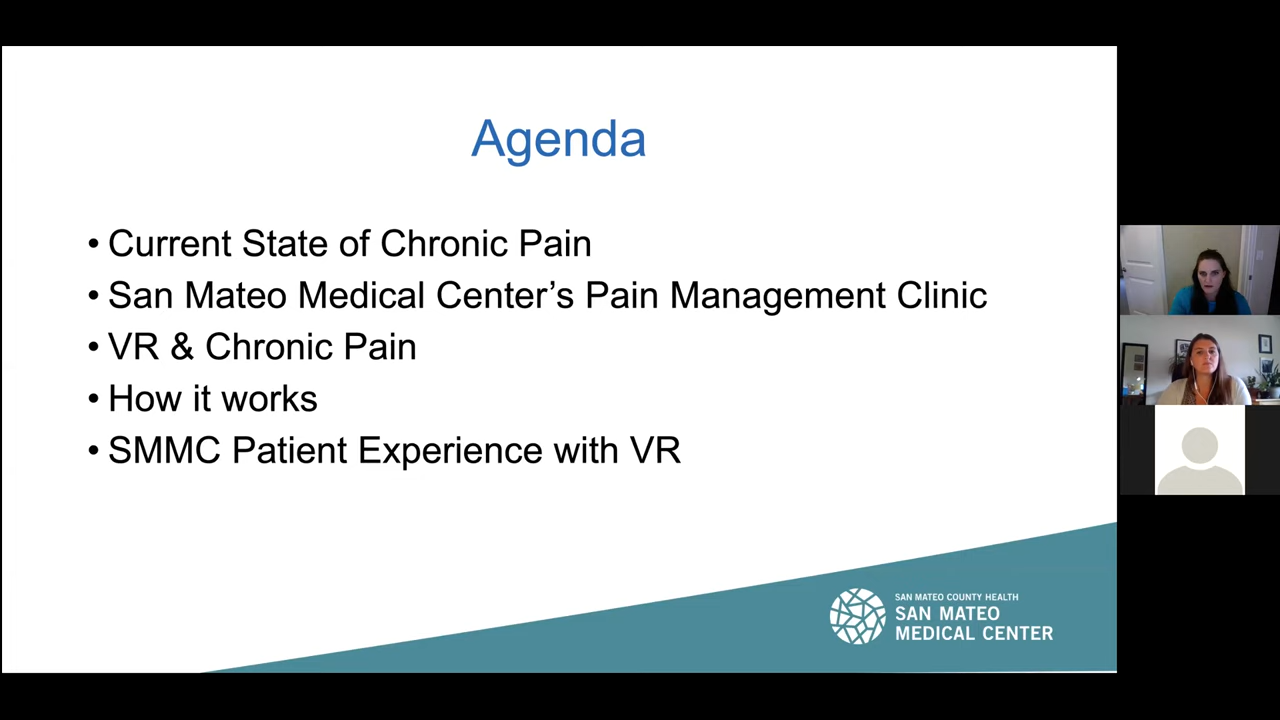 Agenda
• Current State of Chronic Pain
• San Mateo Medical Center’s Pain Management Clinic
• VR & Chronic Pain
• How it works
• SMMC Patient Experience with VR
SAN MATEO COUNTY HEALTH
SAN MATEO
MEDICAL CENTER